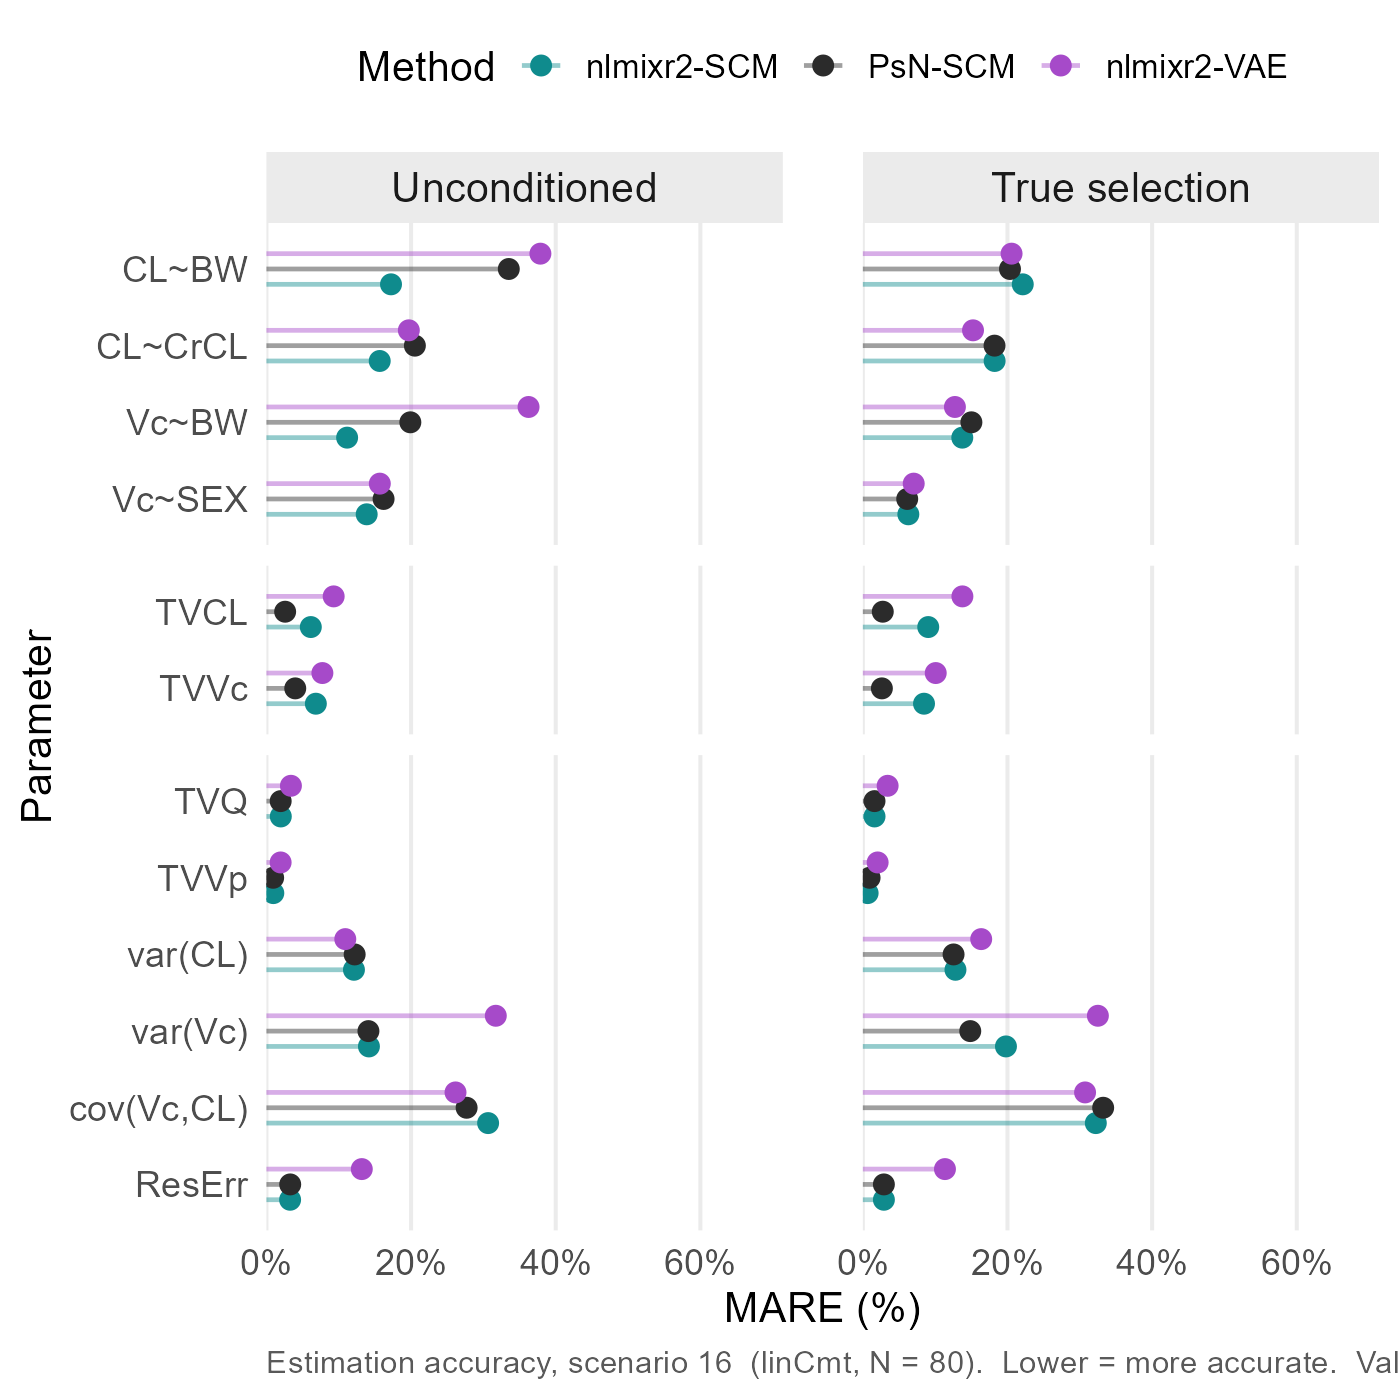 Method nlmixr2-SCM PsN-SCM nlmixr2-VAE
Unconditioned True selection
CL~BW
CL~CrCL
Vc~BW
Vc~SEX
TVCL
TVVc
TVQ
TVVp
var(CL)
var(Vc)
cov(Vc,CL)
ResErr
Parameter
0% 20% 40% 60% 0% 20% 40% 60%
MARE (%)
Estimation accuracy, scenario 16 (linCmt, N = 80). Lower = more accurate. Val